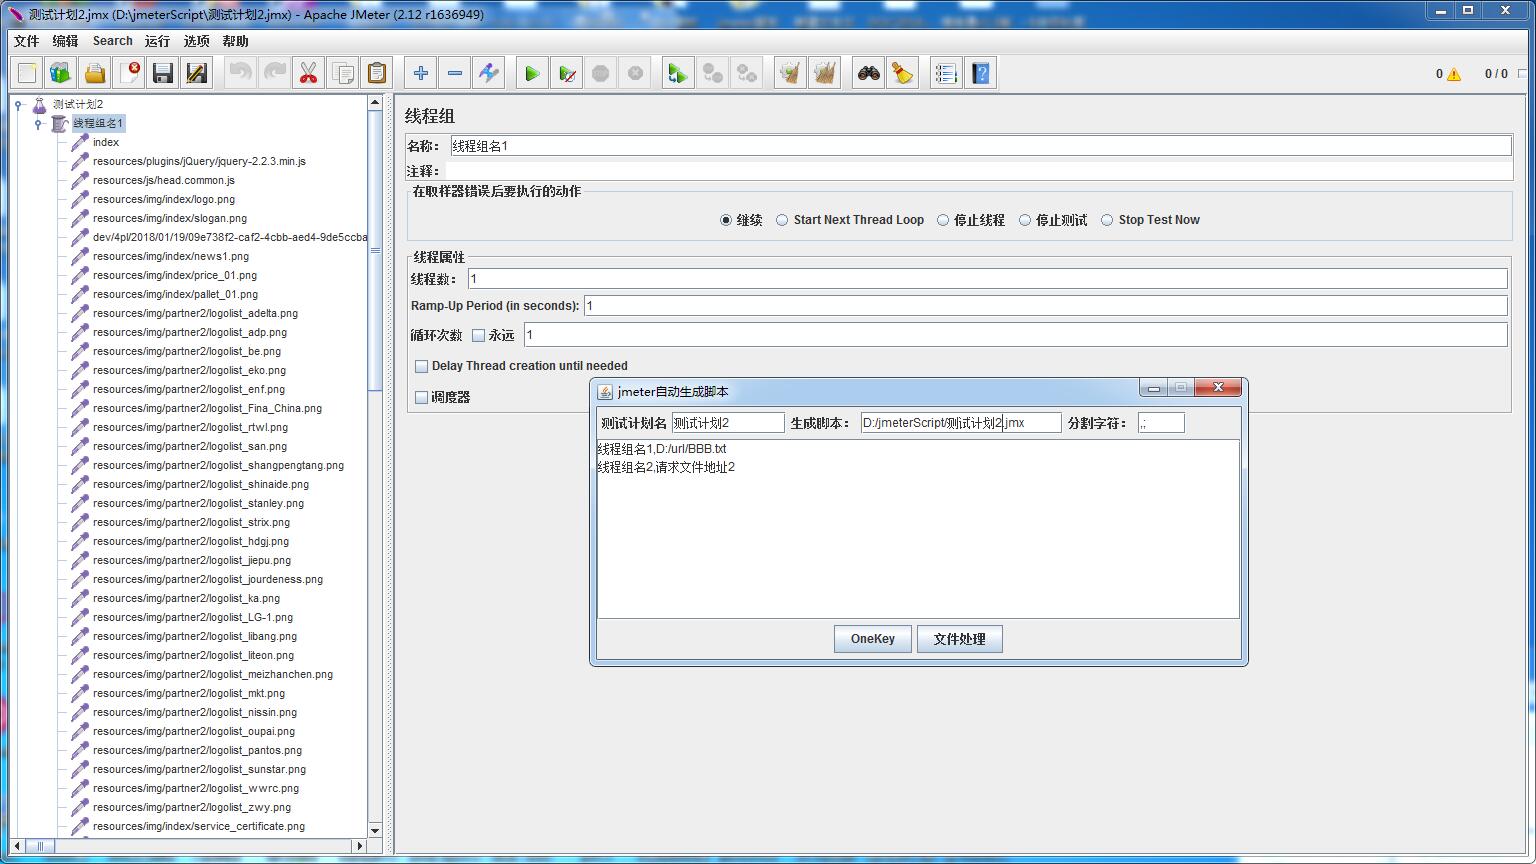 测试计划2.jmx (D:\jmeterScript\测试计划2.jmx) - Apache JMeter (2.12 r1636949)
文件 编辑 Search 运行 选项 帮助
0 0 / 0
测试计划2
线程组名1
index
resources/plugins/jQuery/jquery-2.2.3.min.js
resources/js/head.common.js
resources/img/index/logo.png
resources/img/index/slogan.png
dev/4pl/2018/01/19/09e738f2-caf2-4cbb-aed4-9de5ccba
resources/img/index/news1.png
resources/img/index/price_01.png
resources/img/index/pallet_01.png
resources/img/partner2/logolist_adelta.png
resources/img/partner2/logolist_adp.png
resources/img/partner2/logolist_be.png
resources/img/partner2/logolist_eko.png
resources/img/partner2/logolist_enf.png
resources/img/partner2/logolist_Fina_China.png
resources/img/partner2/logolist_rtwl.png
resources/img/partner2/logolist_san.png
resources/img/partner2/logolist_shangpengtang.png
resources/img/partner2/logolist_shinaide.png
resources/img/partner2/logolist_stanley.png
resources/img/partner2/logolist_strix.png
resources/img/partner2/logolist_hdgj.png
resources/img/partner2/logolist_jiepu.png
resources/img/partner2/logolist_jourdeness.png
resources/img/partner2/logolist_ka.png
resources/img/partner2/logolist_LG-1.png
resources/img/partner2/logolist_libang.png
resources/img/partner2/logolist_liteon.png
resources/img/partner2/logolist_meizhanchen.png
resources/img/partner2/logolist_mkt.png
resources/img/partner2/logolist_nissin.png
resources/img/partner2/logolist_oupai.png
resources/img/partner2/logolist_pantos.png
resources/img/partner2/logolist_sunstar.png
resources/img/partner2/logolist_wwrc.png
resources/img/partner2/logolist_zwy.png
resources/img/index/service_certificate.png
线程组
名称： 线程组名1
注释：
在取样器错误后要执行的动作
继续 Start Next Thread Loop 停止线程 停止测试 Stop Test Now
线程属性
线程数： 1
Ramp-Up Period (in seconds): 1
循环次数 永远 1
Delay Thread creation until needed
调度器
jmeter自动生成脚本
测试计划名 测试计划2 生成脚本： D:/jmeterScript/测试计划2.jmx 分割字符： ,;
线程组名1,D:/url/BBB.txt
线程组名2,请求文件地址2
OneKey 文件处理